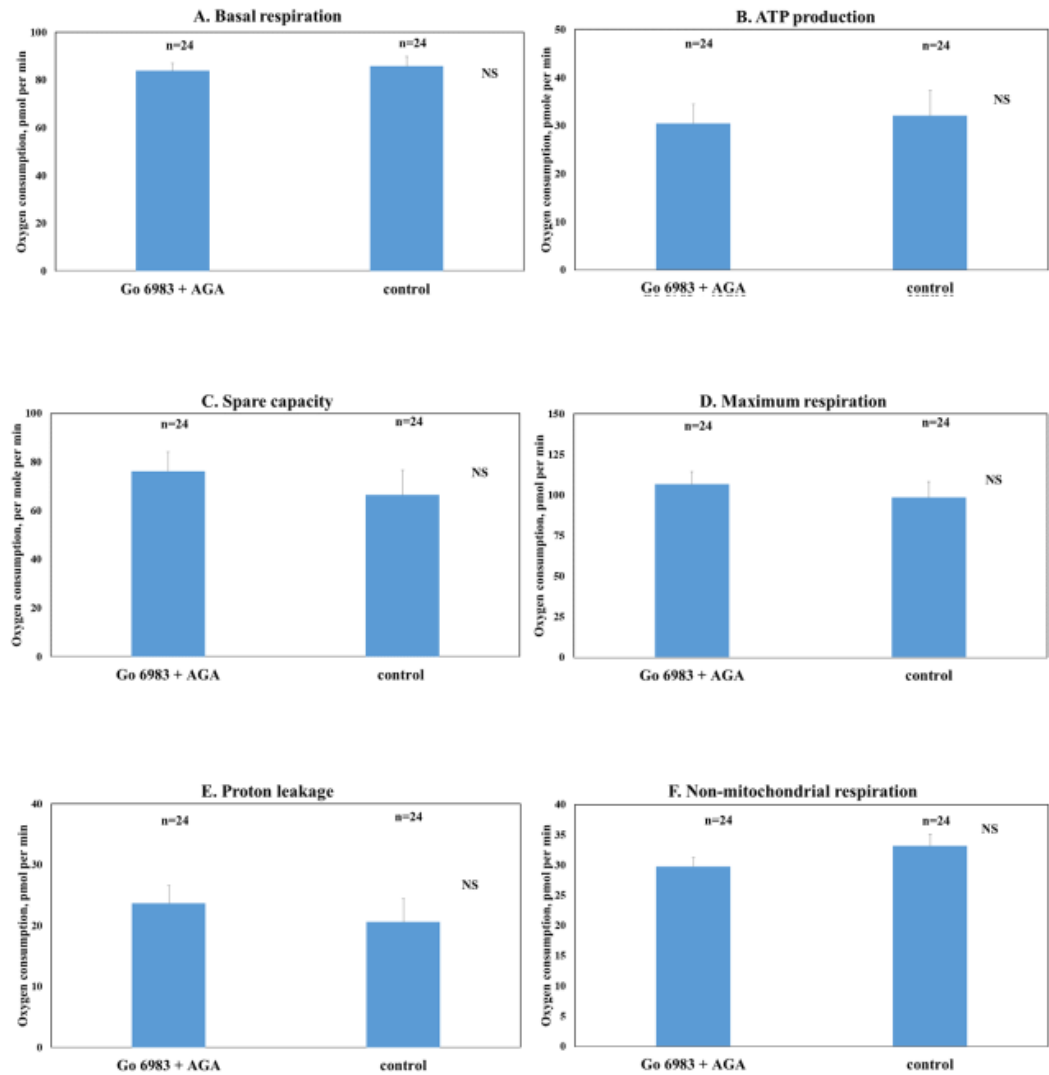 A. Basal respiration
Oxygen consumption, pmol per min
100
80
60
40
20
0
n=24
n=24
NS
Go 6983 + AGA
control
B. ATP production
Oxygen consumption, pmole per min
50
40
30
20
10
0
n=24
n=24
NS
Go 6983 + AGA
control
C. Spare capacity
Oxygen consumption, per mole per min
100
80
60
40
20
0
n=24
n=24
NS
Go 6983 + AGA
control
D. Maximum respiration
Oxygen consumption, pmol per min
150
125
100
75
50
25
0
n=24
n=24
NS
Go 6983 + AGA
control
E. Proton leakage
Oxygen consumption, pmol per min
40
30
20
10
0
n=24
n=24
NS
Go 6983 + AGA
control
F. Non-mitochondrial respiration
Oxygen consumption, pmol per min
40
35
30
25
20
15
10
5
0
n=24
n=24
NS
Go 6983 + AGA
control